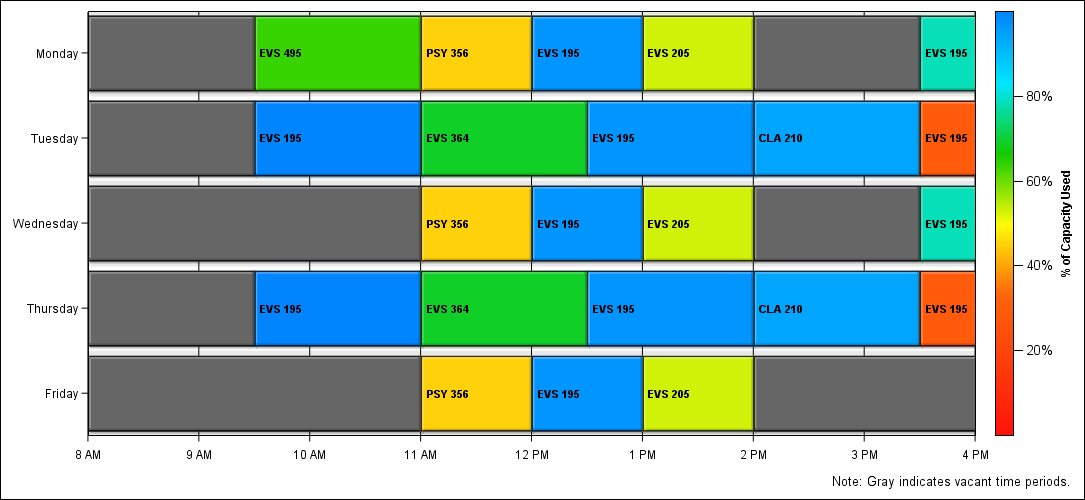 Monday
EVS 495
PSY 356
EVS 195
EVS 205
EVS 195
Tuesday
EVS 195
EVS 364
EVS 195
CLA 210
EVS 195
Wednesday
PSY 356
EVS 195
EVS 205
EVS 195
Thursday
EVS 195
EVS 364
EVS 195
CLA 210
EVS 195
Friday
PSY 356
EVS 195
EVS 205
8 AM
9 AM
10 AM
11 AM
12 PM
1 PM
2 PM
3 PM
4 PM
80%
60%
40%
20%
% of Capacity Used
Note: Gray indicates vacant time periods.